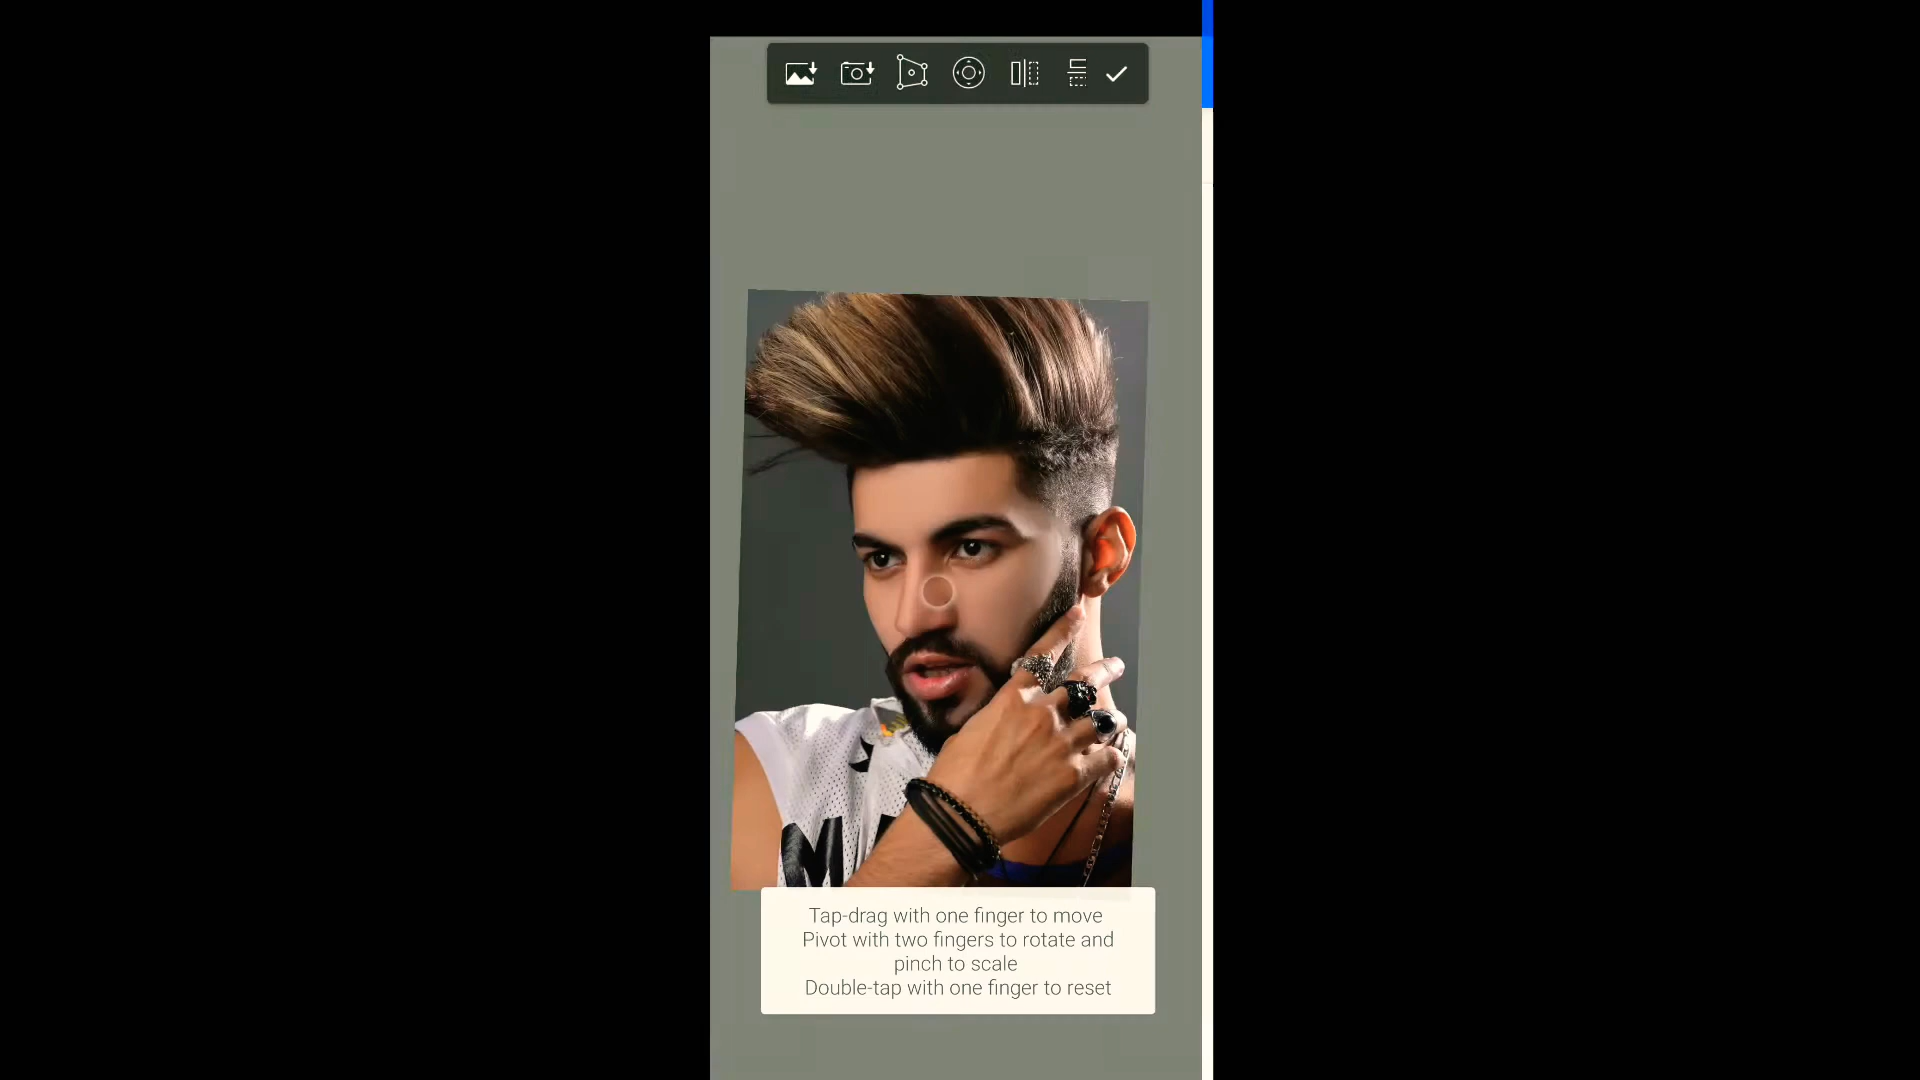 Tap-drag with one finger to move
Pivot with two fingers to rotate and
pinch to scale
Double-tap with one finger to reset